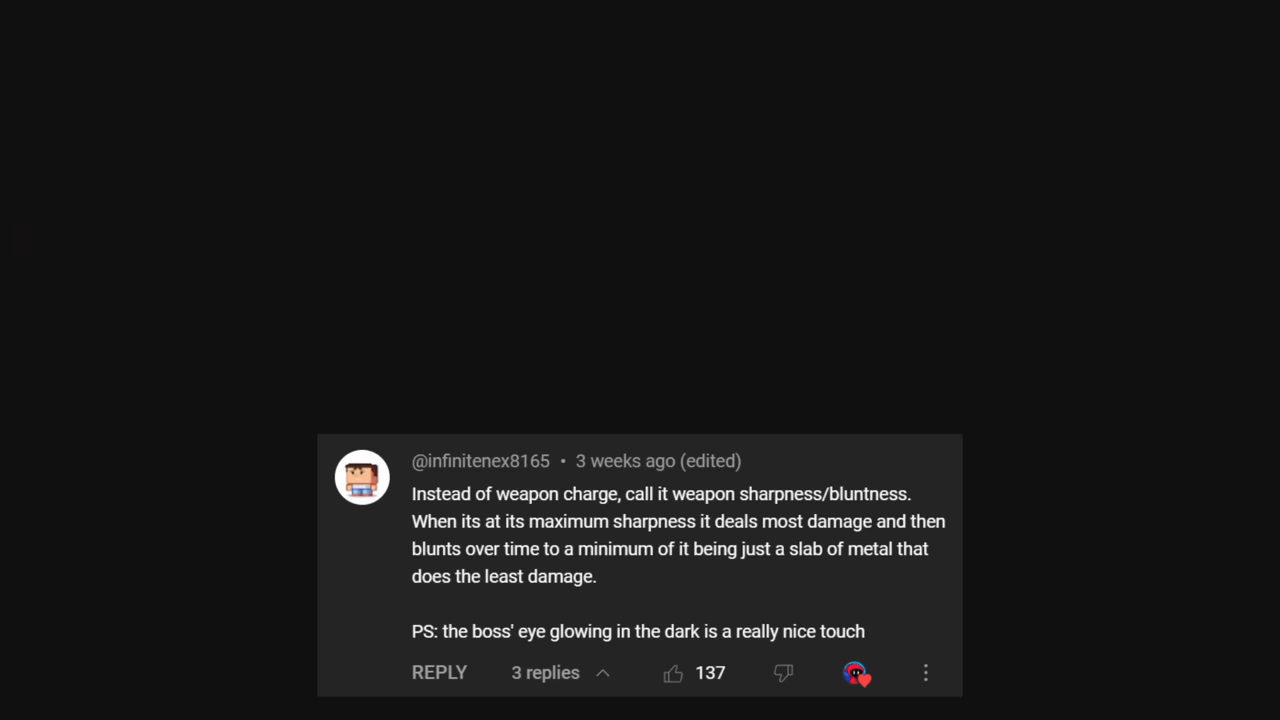 @infinitenex8165 • 3 weeks ago (edited)
Instead of weapon charge, call it weapon sharpness/bluntness.
When its at its maximum sharpness it deals most damage and then
blunts over time to a minimum of it being just a slab of metal that
does the least damage.
PS: the boss' eye glowing in the dark is a really nice touch
REPLY 3 replies 137